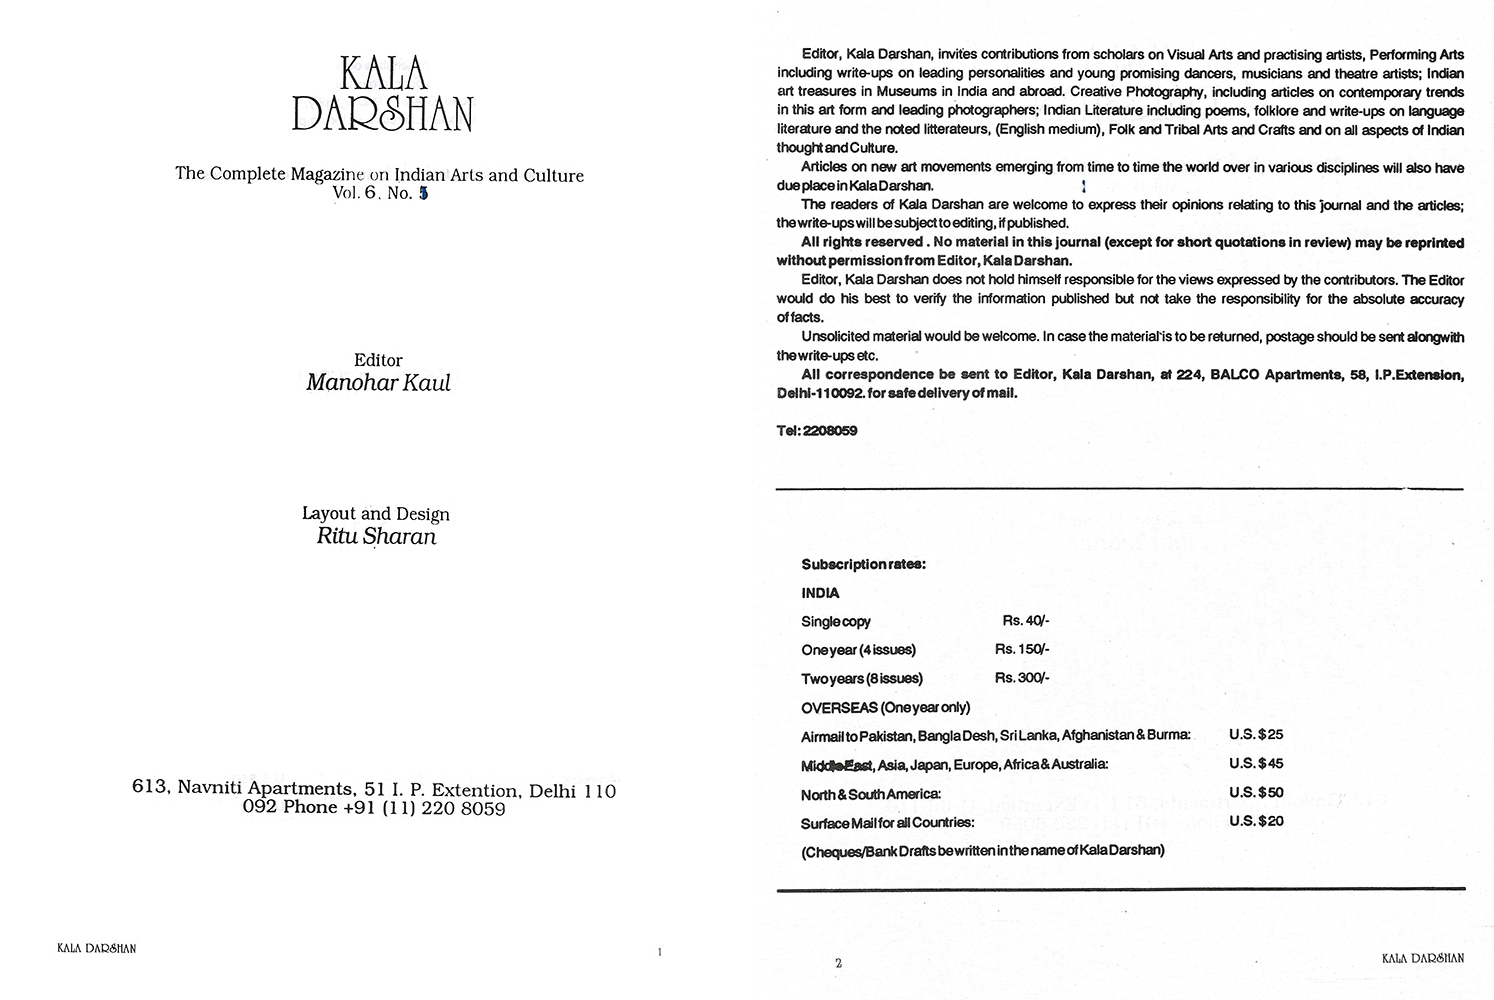 KALA
DARSHAN
The Complete Magazine on Indian Arts and Culture
Vol. 6, No.
Editor
Manohar Kaul
Layout and Design
Ritu Sharan
613, Navniti Apartments, 51 I. P. Extention, Delhi 110
092 Phone +91 (11) 220 8059
KALA DARSHAN
1
Editor, Kala Darshan, invites contributions from scholars on Visual Arts and practising artists, Performing Arts
including write-ups on leading personalities and young promising dancers, musicians and theatre artists; Indian
art treasures in Museums in India and abroad. Creative Photography, including articles on contemporary trends
in this art form and leading photographers; Indian Literature including poems, folklore and write-ups on language
literature and the noted litterateurs, (English medium), Folk and Tribal Arts and Crafts and on all aspects of Indian
thought and Culture.
Articles on new art movements emerging from time to time the world over in various disciplines will also have
due place in Kala Darshan.
The readers of Kala Darshan are welcome to express their opinions relating to this journal and the articles;
the write-ups will be subject to editing, if published.
All rights reserved . No material in this journal (except for short quotations in review) may be reprinted
without permission from Editor, Kala Darshan.
Editor, Kala Darshan does not hold himself responsible for the views expressed by the contributors. The Editor
would do his best to verify the information published but not take the responsibility for the absolute accuracy
of facts.
Unsolicited material would be welcome. In case the material is to be returned, postage should be sent alongwith
the write-ups etc.
All correspondence be sent to Editor, Kala Darshan, at 224, BALCO Apartments, 58, I.P.Extension,
Delhi-110092. for safe delivery of mail.
Tel: 2208059
Subscription rates:
INDIA
Single copy Rs. 40/-
One year (4 issues) Rs. 150/-
Two years (8 issues) Rs. 300/-
OVERSEAS (One year only)
Airmail to Pakistan, Bangla Desh, Sri Lanka, Afghanistan & Burma: U.S. $25
Middle East, Asia, Japan, Europe, Africa & Australia: U.S. $45
North & South America: U.S. $50
Surface Mail for all Countries: U.S. $20
(Cheques/Bank Drafts be written in the name of Kala Darshan)
2
KALA DARSHAN